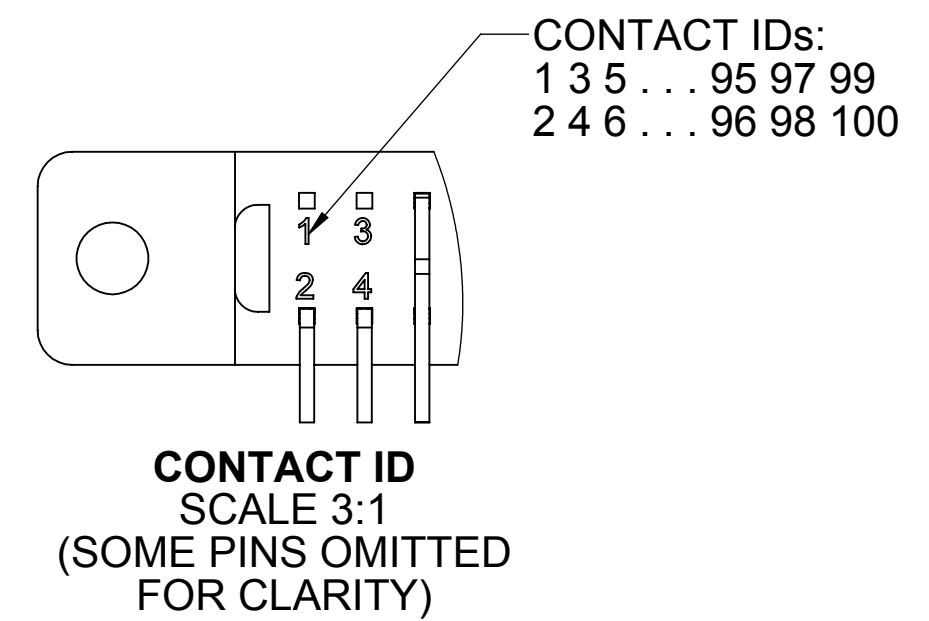 CONTACT IDs:
1 3 5 . . . 95 97 99
2 4 6 . . . 96 98 100
1 3
2 4
CONTACT ID
SCALE 3:1
(SOME PINS OMITTED
FOR CLARITY)